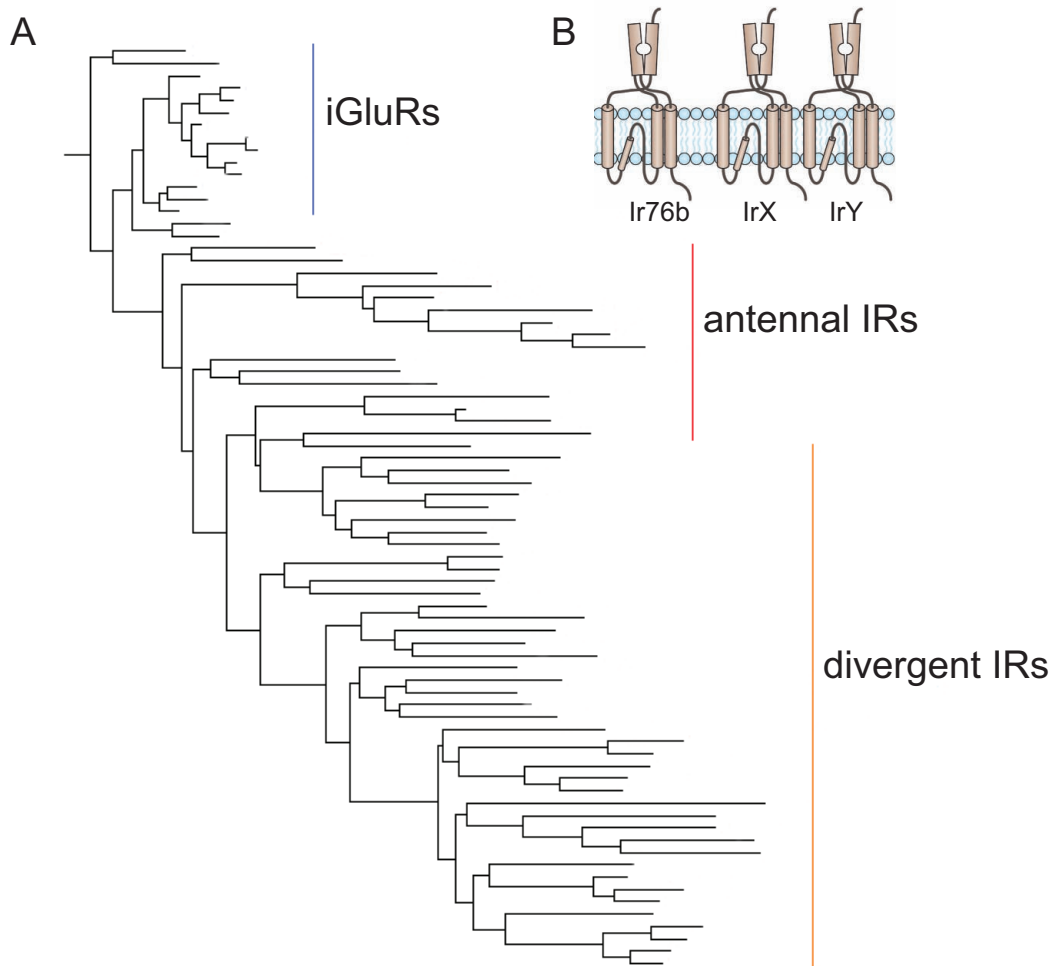 A
B
iGluRs
Ir76b IrX IrY
antennal IRs
divergent IRs